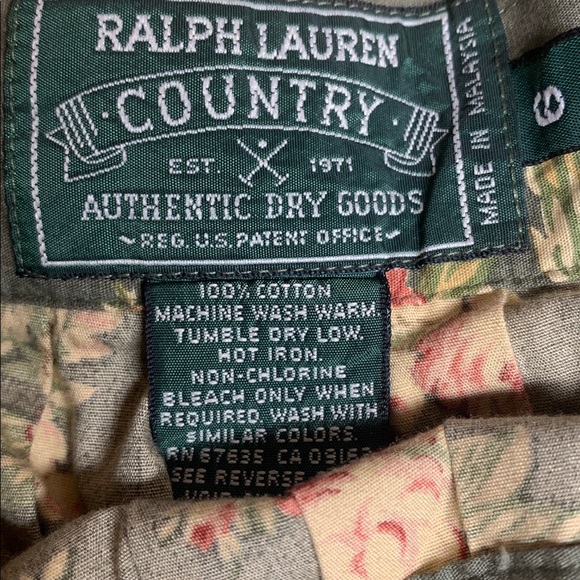 RALPH LAUREN
COUNTRY
EST. 1971
AUTHENTIC DRY GOODS
REG. U.S. PATENT OFFICE
MADE IN MALAYSIA
6
100% COTTON
MACHINE WASH WARM.
TUMBLE DRY LOW.
HOT IRON.
NON-CHLORINE
BLEACH ONLY WHEN
REQUIRED. WASH WITH
SIMILAR COLORS.
RN 67635 CA
SEE REVERSE